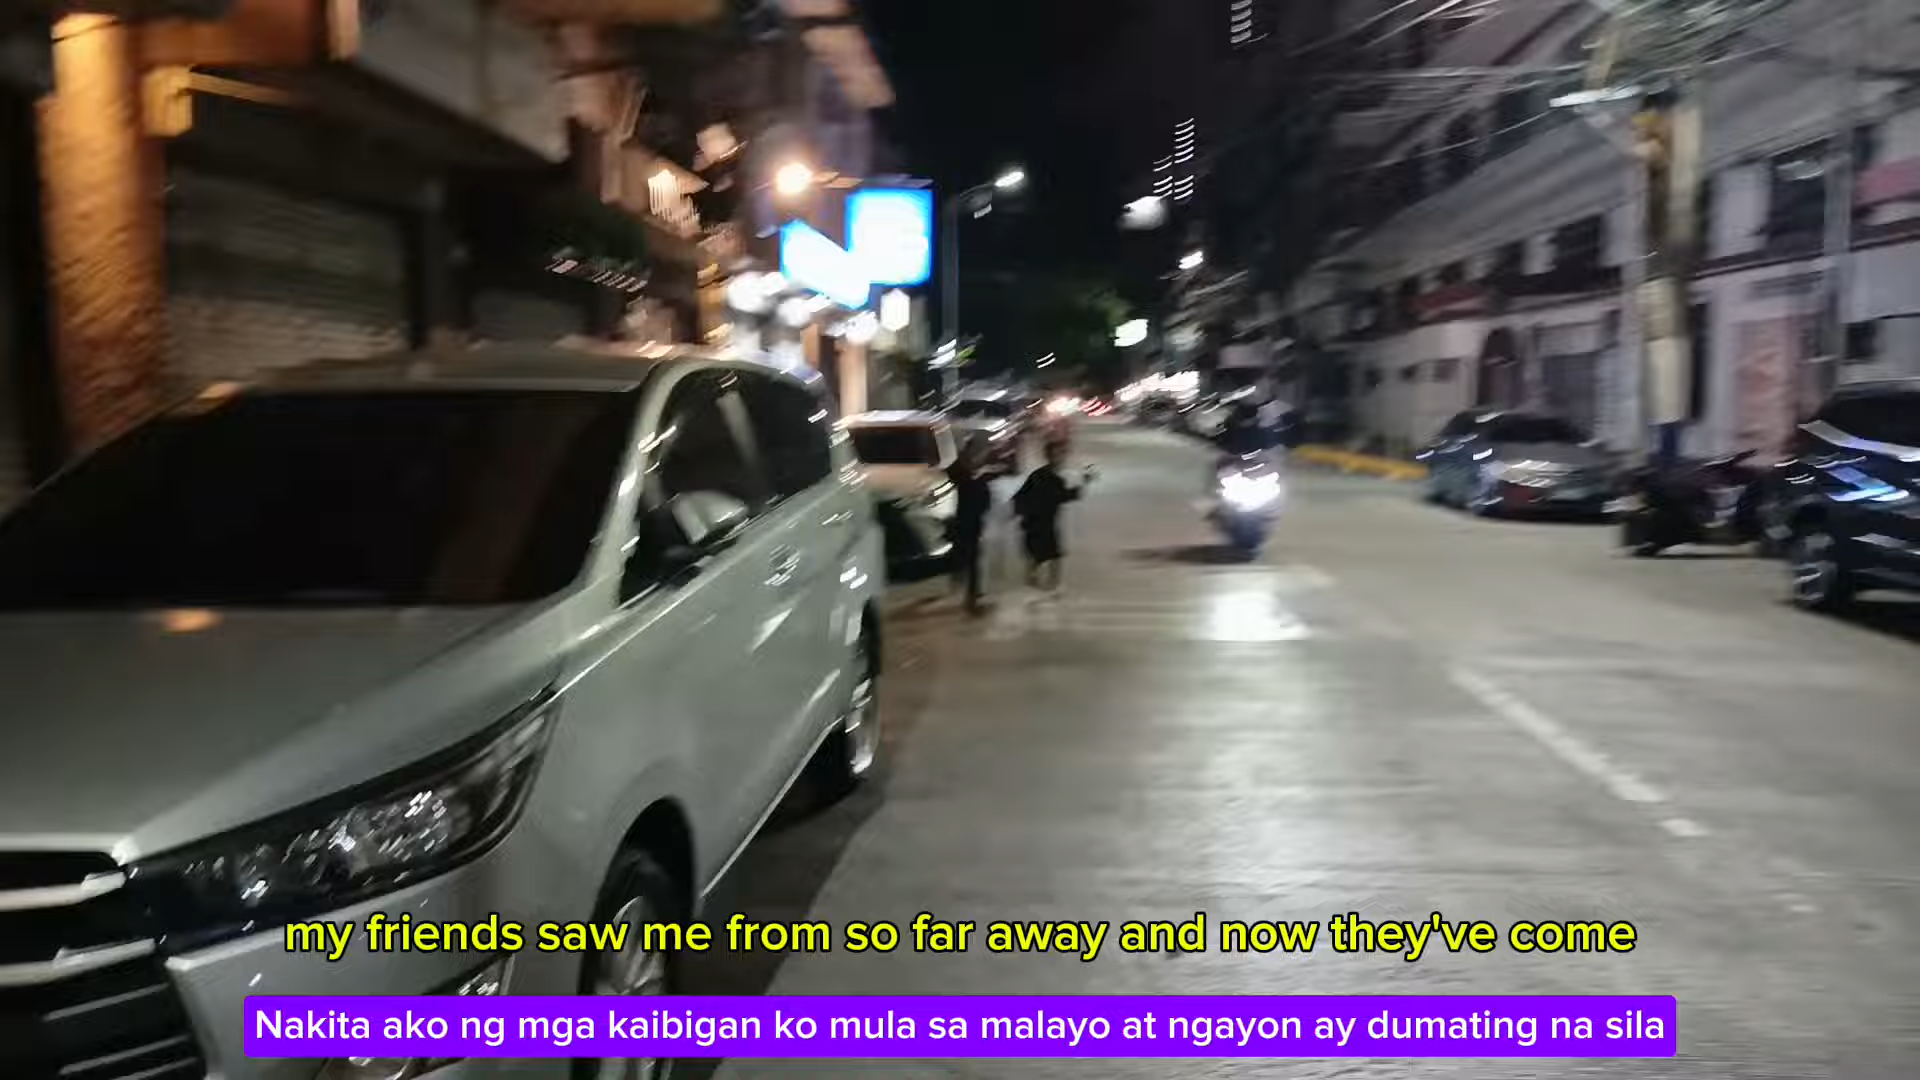 my friends saw me from so far away and now they've come
Nakita ako ng mga kaibigan ko mula sa malayo at ngayon ay dumating na sila